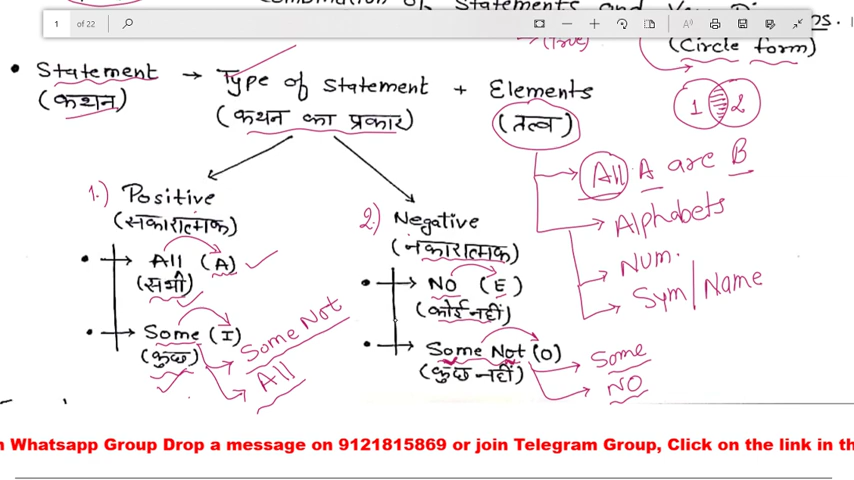 Statements and
1 of 22
(True)
(Circle form)
1 2
• Statement → Type of Statement + Elements
(कथन) (कथन का प्रकार) (तत्व)
All A are B
Alphabets
Num.
Sym/Name
1.) Positive
(सकारात्मक)
• → All (A)
(सभी)
• → Some (I)
(कुछ)
Some Not
All
2.) Negative
(नकारात्मक)
• → NO (E)
(कोई नहीं)
• → Some Not (O)
(कुछ नहीं)
Some
NO
Whatsapp Group Drop a message on 9121815869 or join Telegram Group, Click on the link in the